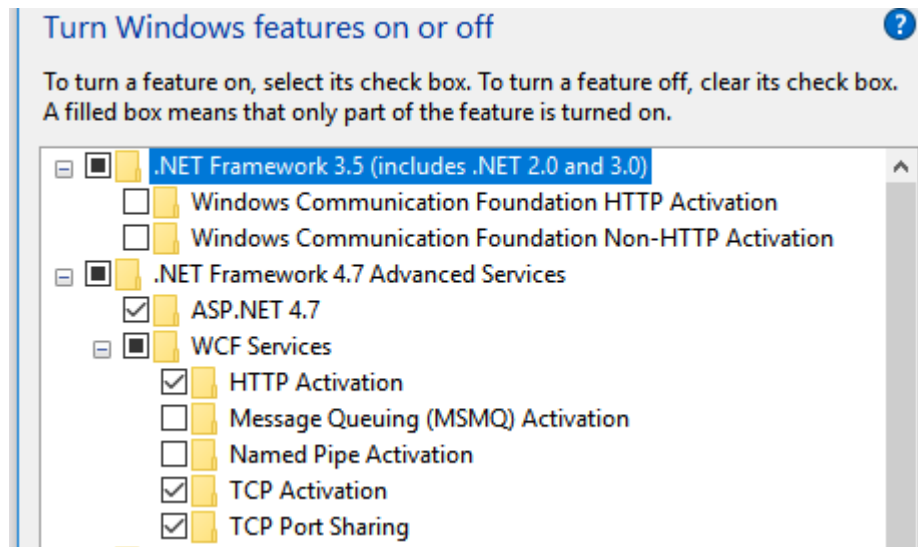 Turn Windows features on or off
?
To turn a feature on, select its check box. To turn a feature off, clear its check box.
A filled box means that only part of the feature is turned on.
.NET Framework 3.5 (includes .NET 2.0 and 3.0)
Windows Communication Foundation HTTP Activation
Windows Communication Foundation Non-HTTP Activation
.NET Framework 4.7 Advanced Services
ASP.NET 4.7
WCF Services
HTTP Activation
Message Queuing (MSMQ) Activation
Named Pipe Activation
TCP Activation
TCP Port Sharing